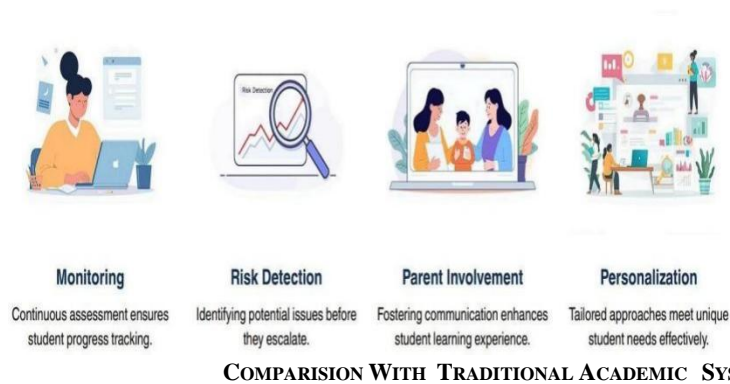 Risk Detection
Monitoring
Continuous assessment ensures
student progress tracking.
Risk Detection
Identifying potential issues before
they escalate.
Parent Involvement
Fostering communication enhances
student learning experience.
Personalization
Tailored approaches meet unique
student needs effectively.
COMPARISION WITH TRADITIONAL ACADEMIC